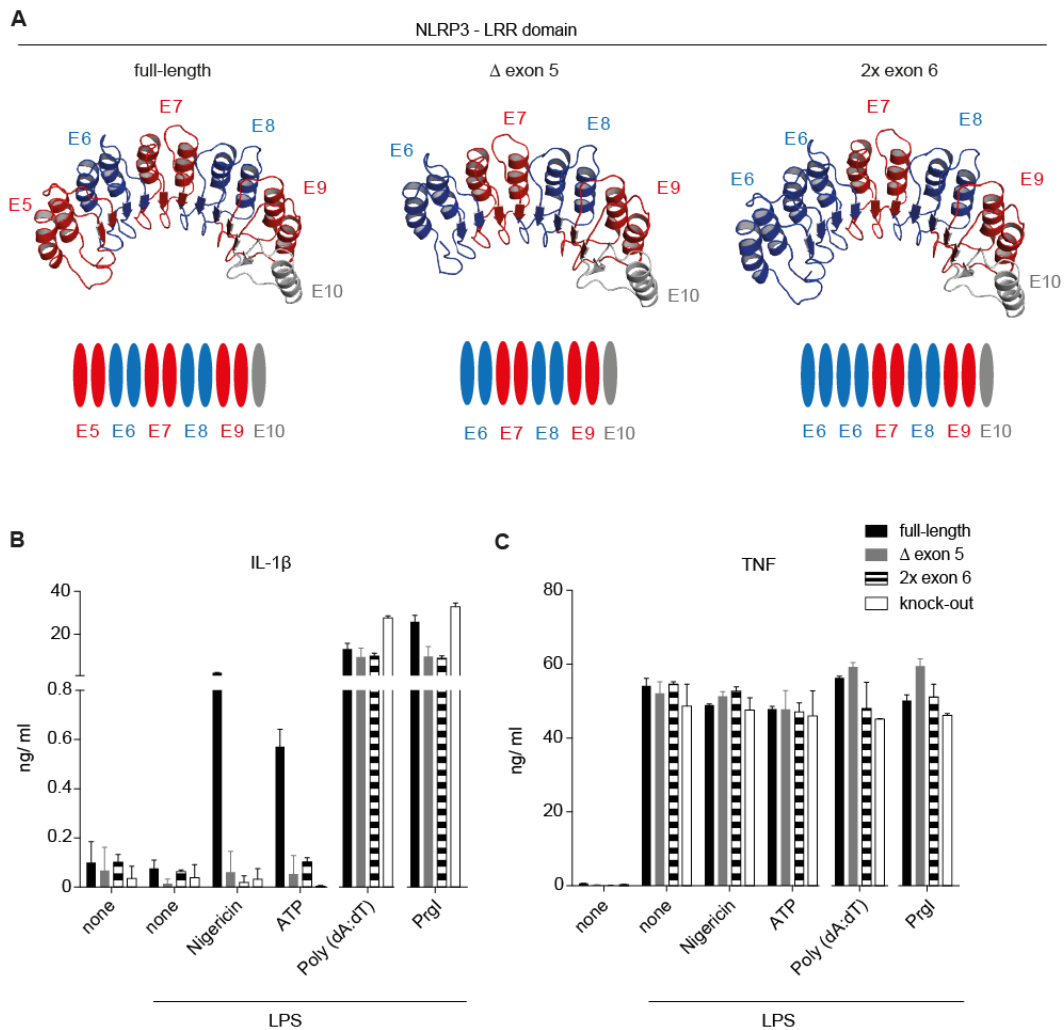 A
NLRP3 - LRR domain
full-length
Δ exon 5
2x exon 6
E5
E6
E7
E8
E9
E10
E6
E7
E8
E9
E10
E6
E7
E8
E9
E10
E5 E6 E7 E8 E9 E10
E6 E7 E8 E9 E10
E6 E6 E7 E8 E9 E10
B
IL-1β
ng/ ml
40
20
0.8
0.6
0.4
0.2
0
none
none
Nigericin
ATP
Poly (dA:dT)
PrgI
LPS
C
TNF
full-length
Δ exon 5
2x exon 6
knock-out
ng/ ml
80
60
40
20
0
none
none
Nigericin
ATP
Poly (dA:dT)
PrgI
LPS